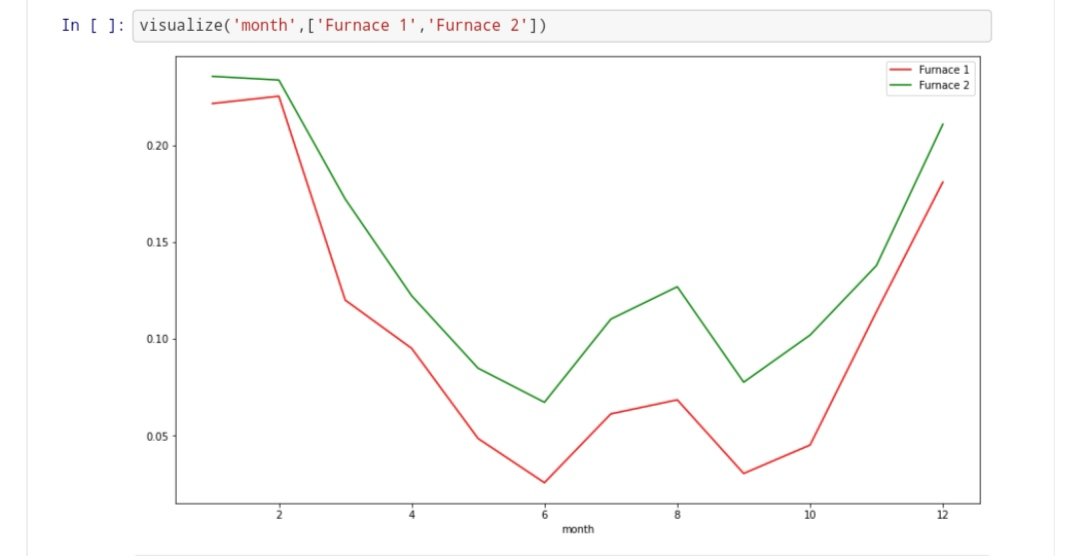 In [ ]: visualize('month',['Furnace 1','Furnace 2'])
Furnace 1
Furnace 2
0.20
0.15
0.10
0.05
2 4 6 8 10 12
month